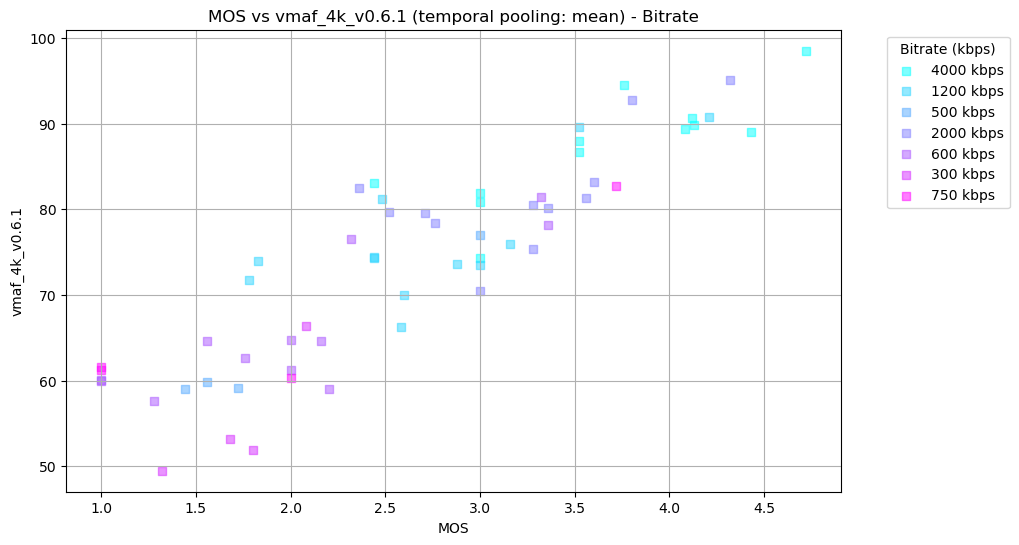 MOS vs vmaf_4k_v0.6.1 (temporal pooling: mean) - Bitrate
vmaf_4k_v0.6.1
100
90
80
70
60
50
1.0 1.5 2.0 2.5 3.0 3.5 4.0 4.5
MOS
Bitrate (kbps)
4000 kbps
1200 kbps
500 kbps
2000 kbps
600 kbps
300 kbps
750 kbps